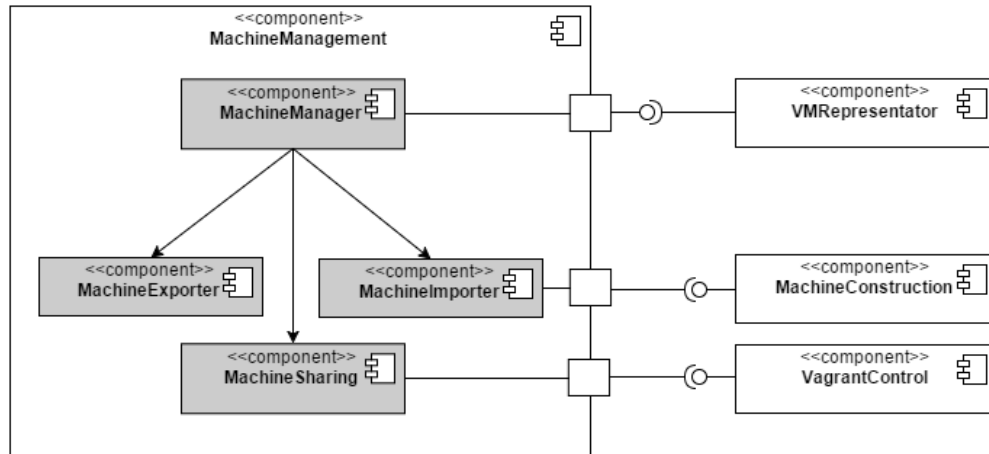 <<component>>
MachineManagement
<<component>>
MachineManager
<<component>>
VMRepresentator
<<component>>
MachineExporter
<<component>>
MachineImporter
<<component>>
MachineConstruction
<<component>>
MachineSharing
<<component>>
VagrantControl